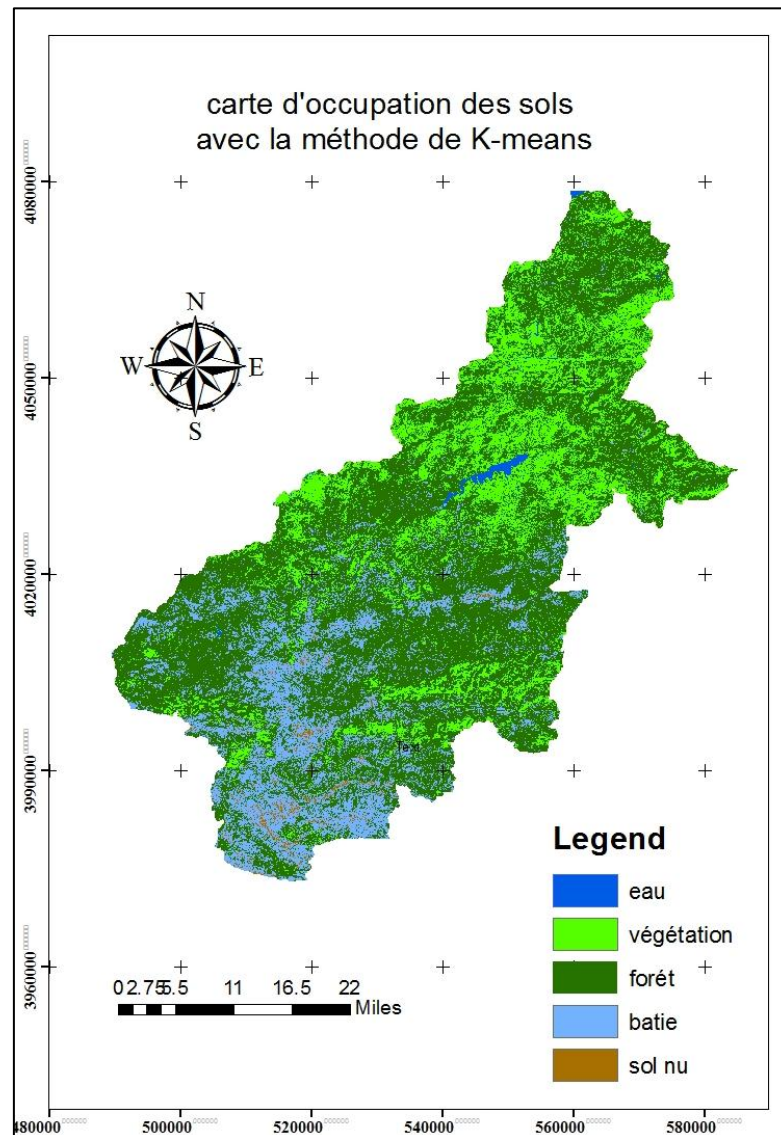 carte d'occupation des sols
avec la méthode de K-means
4080000
4050000
4020000
3990000
3960000
N
W E
S
Text
Legend
eau
végétation
forét
batie
sol nu
0 2.75 5.5 11 16.5 22
Miles
480000 500000 520000 540000 560000 580000